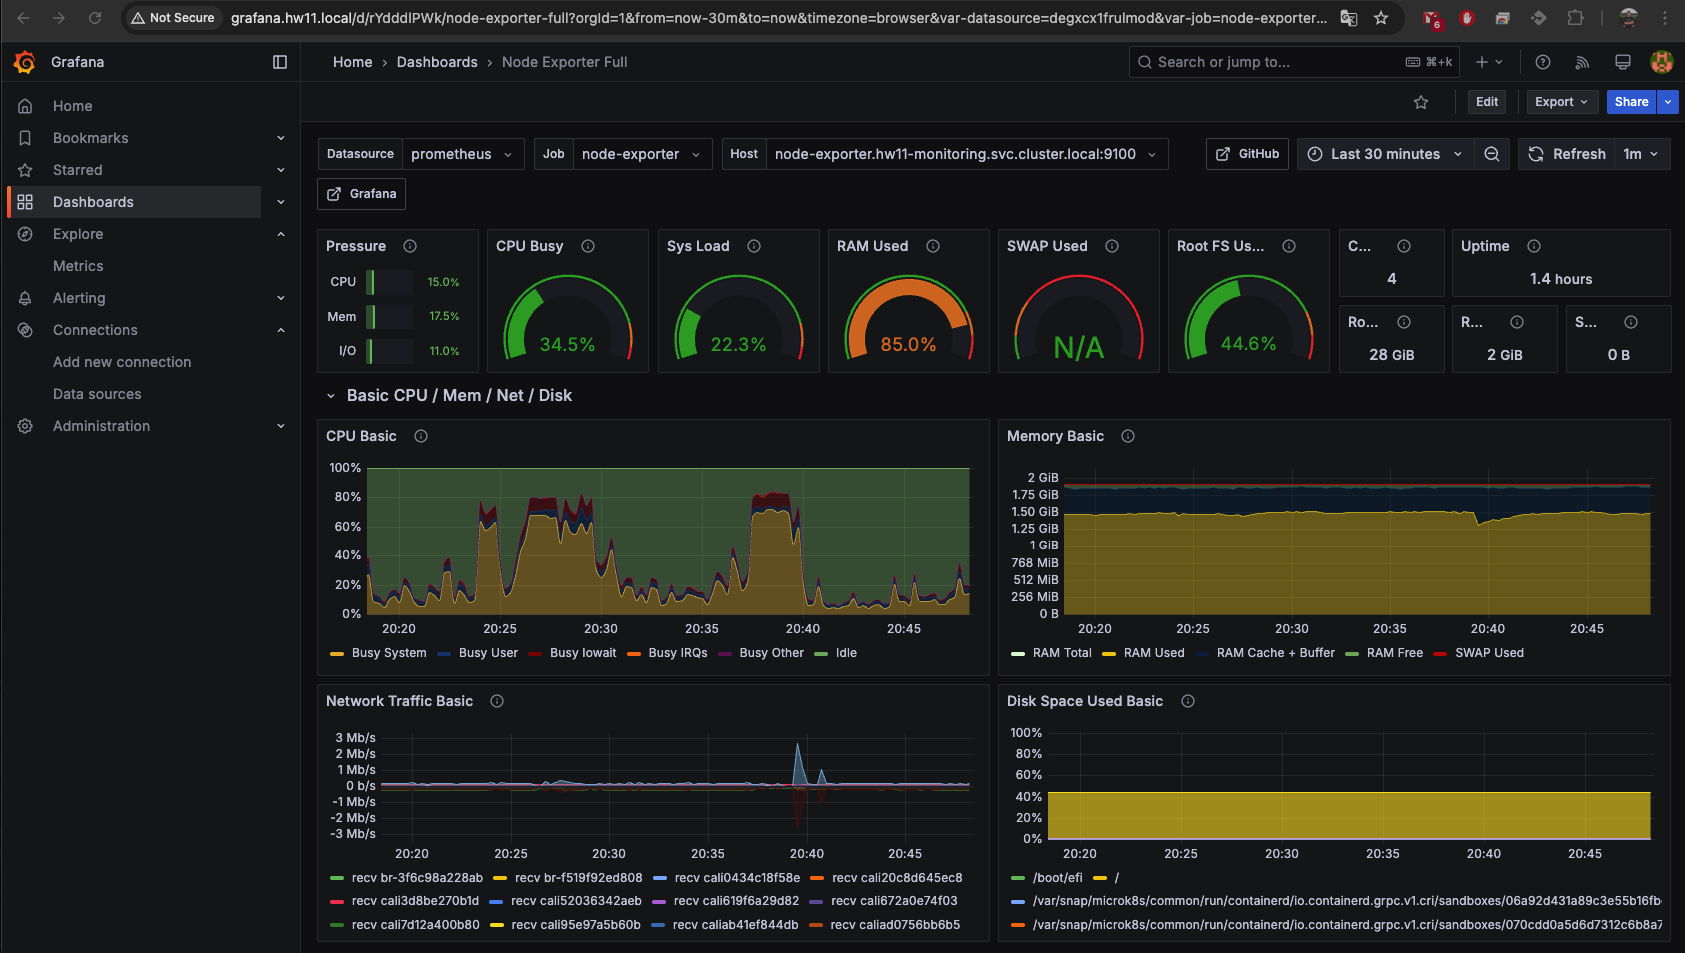 Not Secure
grafana.hw11.local/d/rYdddlPWk/node-exporter-full?orgId=1&from=now-30m&to=now&timezone=browser&var-datasource=degxcx1frulmod&var-job=node-exporter...
6
Grafana
Home › Dashboards › Node Exporter Full
Search or jump to...
⌘+k
Home
Bookmarks
Starred
Dashboards
Explore
Metrics
Alerting
Connections
Add new connection
Data sources
Administration
Edit
Export
Share
Datasource prometheus
Job node-exporter
Host node-exporter.hw11-monitoring.svc.cluster.local:9100
GitHub
Last 30 minutes
Refresh 1m
Grafana
Pressure
CPU 15.0%
Mem 17.5%
I/O 11.0%
CPU Busy
34.5%
Sys Load
22.3%
RAM Used
85.0%
SWAP Used
N/A
Root FS Us...
44.6%
C...
4
Uptime
1.4 hours
Ro...
28 GiB
R...
2 GiB
S...
0 B
Basic CPU / Mem / Net / Disk
CPU Basic
100%
80%
60%
40%
20%
0%
20:20 20:25 20:30 20:35 20:40 20:45
Busy System Busy User Busy Iowait Busy IRQs Busy Other Idle
Memory Basic
2 GiB
1.75 GiB
1.50 GiB
1.25 GiB
1 GiB
768 MiB
512 MiB
256 MiB
0 B
20:20 20:25 20:30 20:35 20:40 20:45
RAM Total RAM Used RAM Cache + Buffer RAM Free SWAP Used
Network Traffic Basic
3 Mb/s
2 Mb/s
1 Mb/s
0 b/s
-1 Mb/s
-2 Mb/s
-3 Mb/s
20:20 20:25 20:30 20:35 20:40 20:45
recv br-3f6c98a228ab recv br-f519f92ed808 recv cali0434c18f58e recv cali20c8d645ec8
recv cali3d8be270b1d recv cali52036342aeb recv cali619f6a29d82 recv cali672a0e74f03
recv cali7d12a400b80 recv cali95e97a5b60b recv caliab41ef844db recv caliad0756bb6b5
Disk Space Used Basic
100%
80%
60%
40%
20%
0%
20:20 20:25 20:30 20:35 20:40 20:45
/boot/efi /
/var/snap/microk8s/common/run/containerd/io.containerd.grpc.v1.cri/sandboxes/06a92d431a89c3e55b16fb
/var/snap/microk8s/common/run/containerd/io.containerd.grpc.v1.cri/sandboxes/070cdd0a5d6d7312c6b8a7